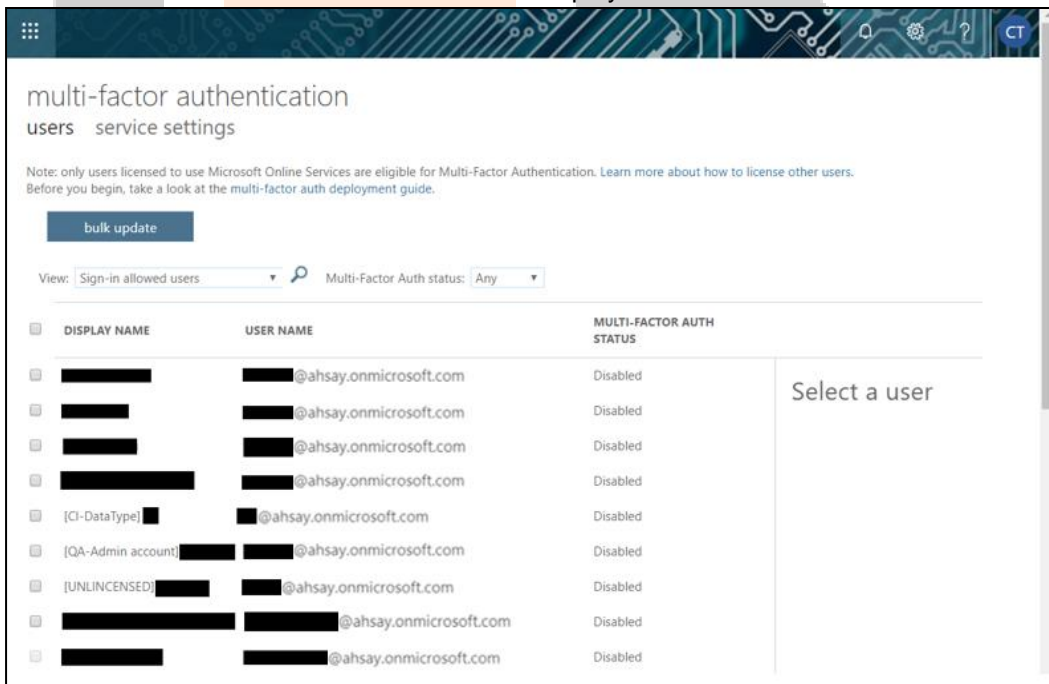 CT
multi-factor authentication
users service settings
Note: only users licensed to use Microsoft Online Services are eligible for Multi-Factor Authentication. Learn more about how to license other users.
Before you begin, take a look at the multi-factor auth deployment guide.
bulk update
View: Sign-in allowed users Multi-Factor Auth status: Any
DISPLAY NAME USER NAME MULTI-FACTOR AUTH
STATUS
@ahsay.onmicrosoft.com Disabled
Select a user
@ahsay.onmicrosoft.com Disabled
@ahsay.onmicrosoft.com Disabled
@ahsay.onmicrosoft.com Disabled
[CI-DataType] @ahsay.onmicrosoft.com Disabled
[QA-Admin account] @ahsay.onmicrosoft.com Disabled
[UNLINCENSED] @ahsay.onmicrosoft.com Disabled
@ahsay.onmicrosoft.com Disabled
@ahsay.onmicrosoft.com Disabled